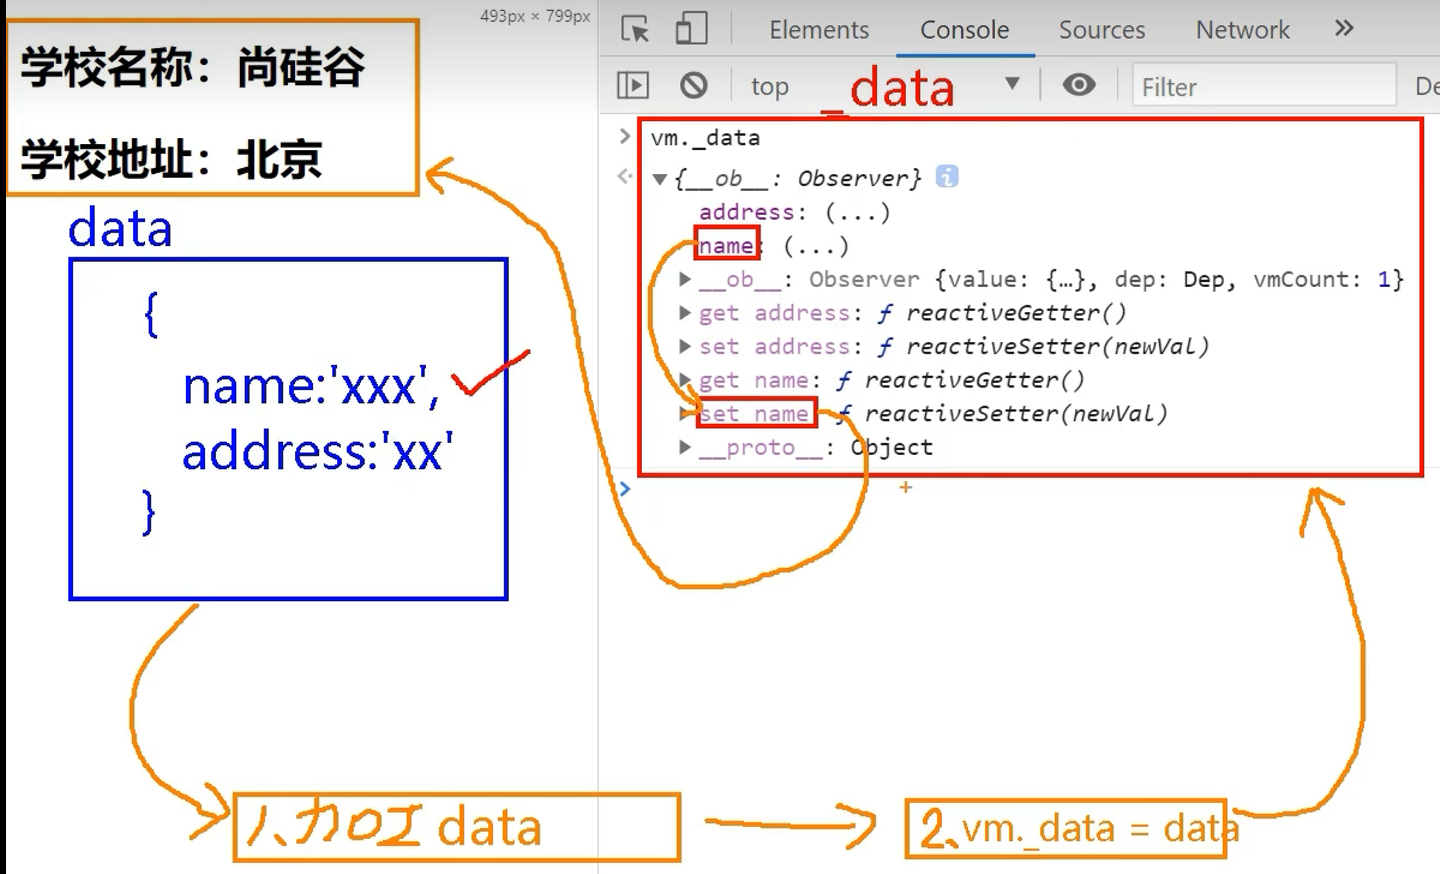 493px × 799px
学校名称：尚硅谷
学校地址：北京
data
{
name:'xxx',
address:'xx'
}
1、加工 data
2、vm._data = data
Elements Console Sources Network »
top Filter De
_data
vm._data
{__ob__: Observer} i
address: (...)
name: (...)
__ob__: Observer {value: {…}, dep: Dep, vmCount: 1}
get address: ƒ reactiveGetter()
set address: ƒ reactiveSetter(newVal)
get name: ƒ reactiveGetter()
set name: ƒ reactiveSetter(newVal)
__proto__: Object